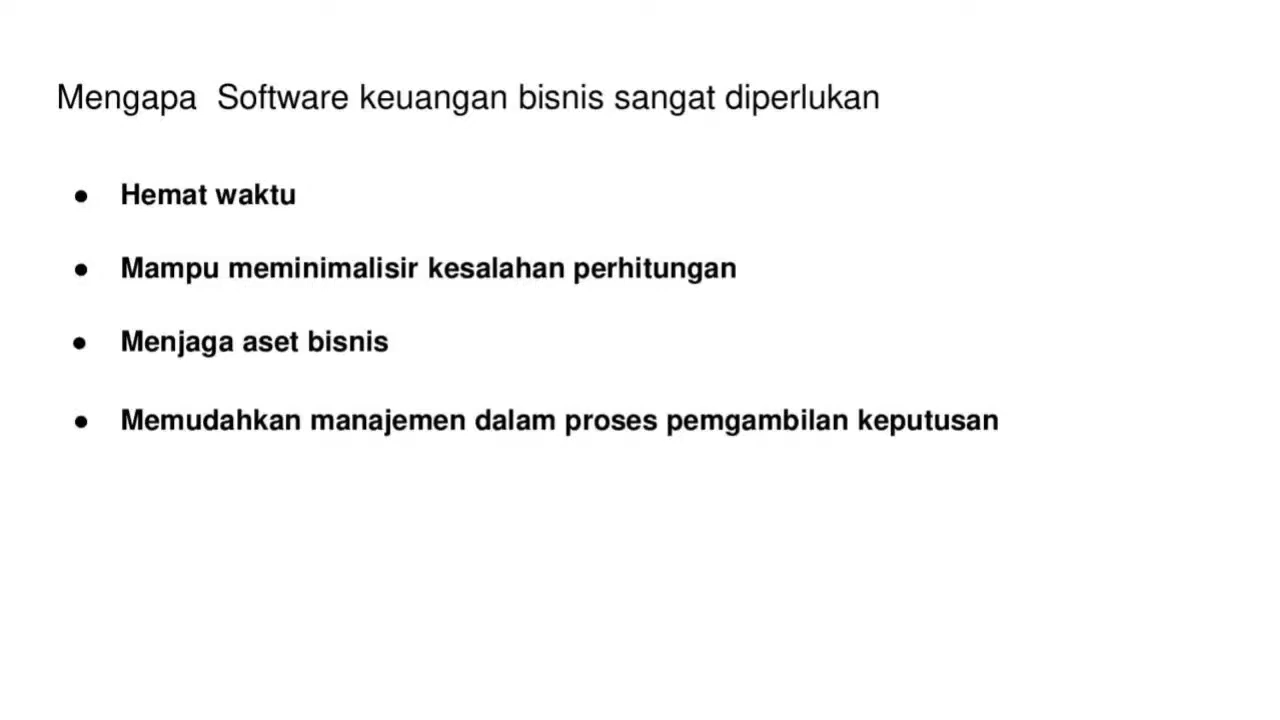 Mengapa  Software keuangan bisnis sangat diperlukan
● Hemat waktu
● Mampu meminimalisir kesalahan perhitungan
● Menjaga aset bisnis
● Memudahkan manajemen dalam proses pemgambilan keputusan